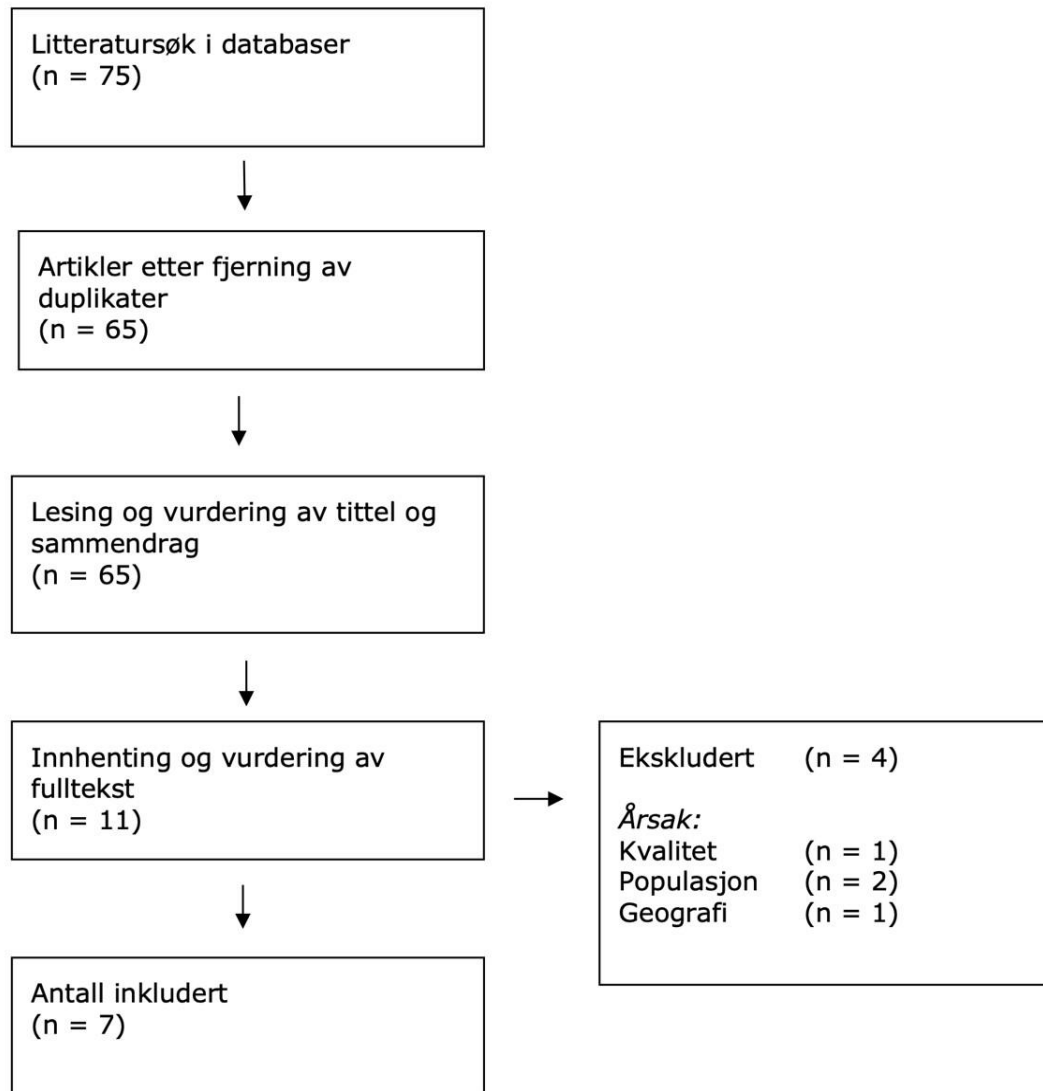 Litteratursøk i databaser
(n = 75)
Artikler etter fjerning av
duplikater
(n = 65)
Lesing og vurdering av tittel og
sammendrag
(n = 65)
Innhenting og vurdering av
fulltekst
(n = 11)
Ekskludert (n = 4)
Årsak:
Kvalitet (n = 1)
Populasjon (n = 2)
Geografi (n = 1)
Antall inkludert
(n = 7)